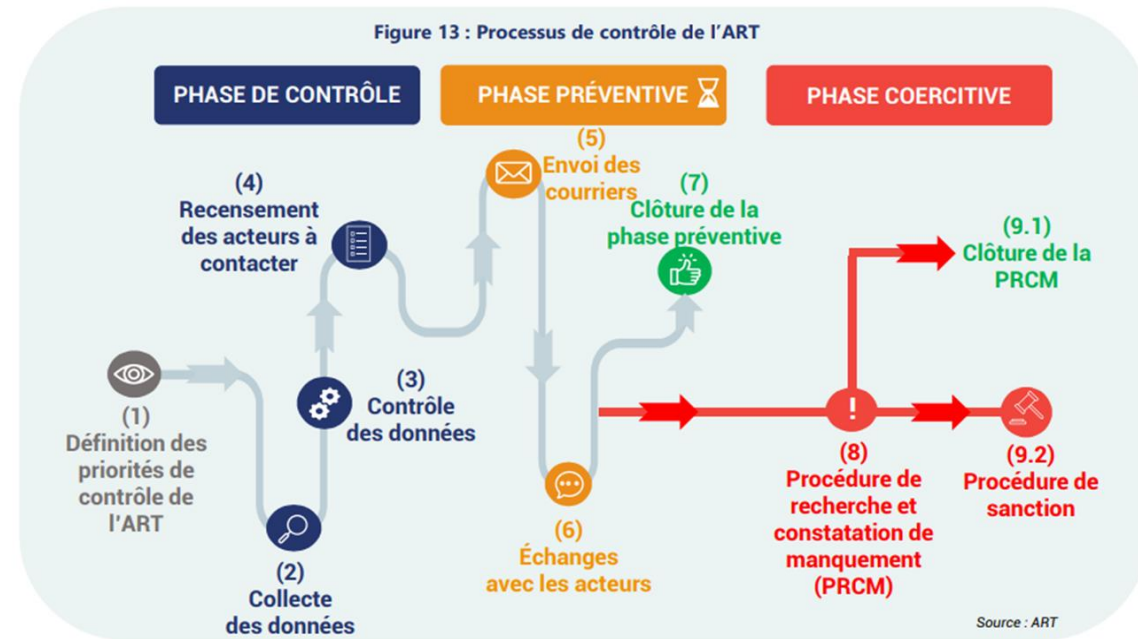 Figure 13 : Processus de contrôle de l'ART
PHASE DE CONTRÔLE
PHASE PRÉVENTIVE
PHASE COERCITIVE
(1)
Définition des
priorités de
contrôle de
l'ART
(2)
Collecte
des données
(3)
Contrôle
des données
(4)
Recensement
des acteurs à
contacter
(5)
Envoi des
courriers
(6)
Échanges
avec les acteurs
(7)
Clôture de la
phase préventive
(8)
Procédure de
recherche et
constatation de
manquement
(PRCM)
(9.1)
Clôture de la
PRCM
(9.2)
Procédure de
sanction
Source : ART